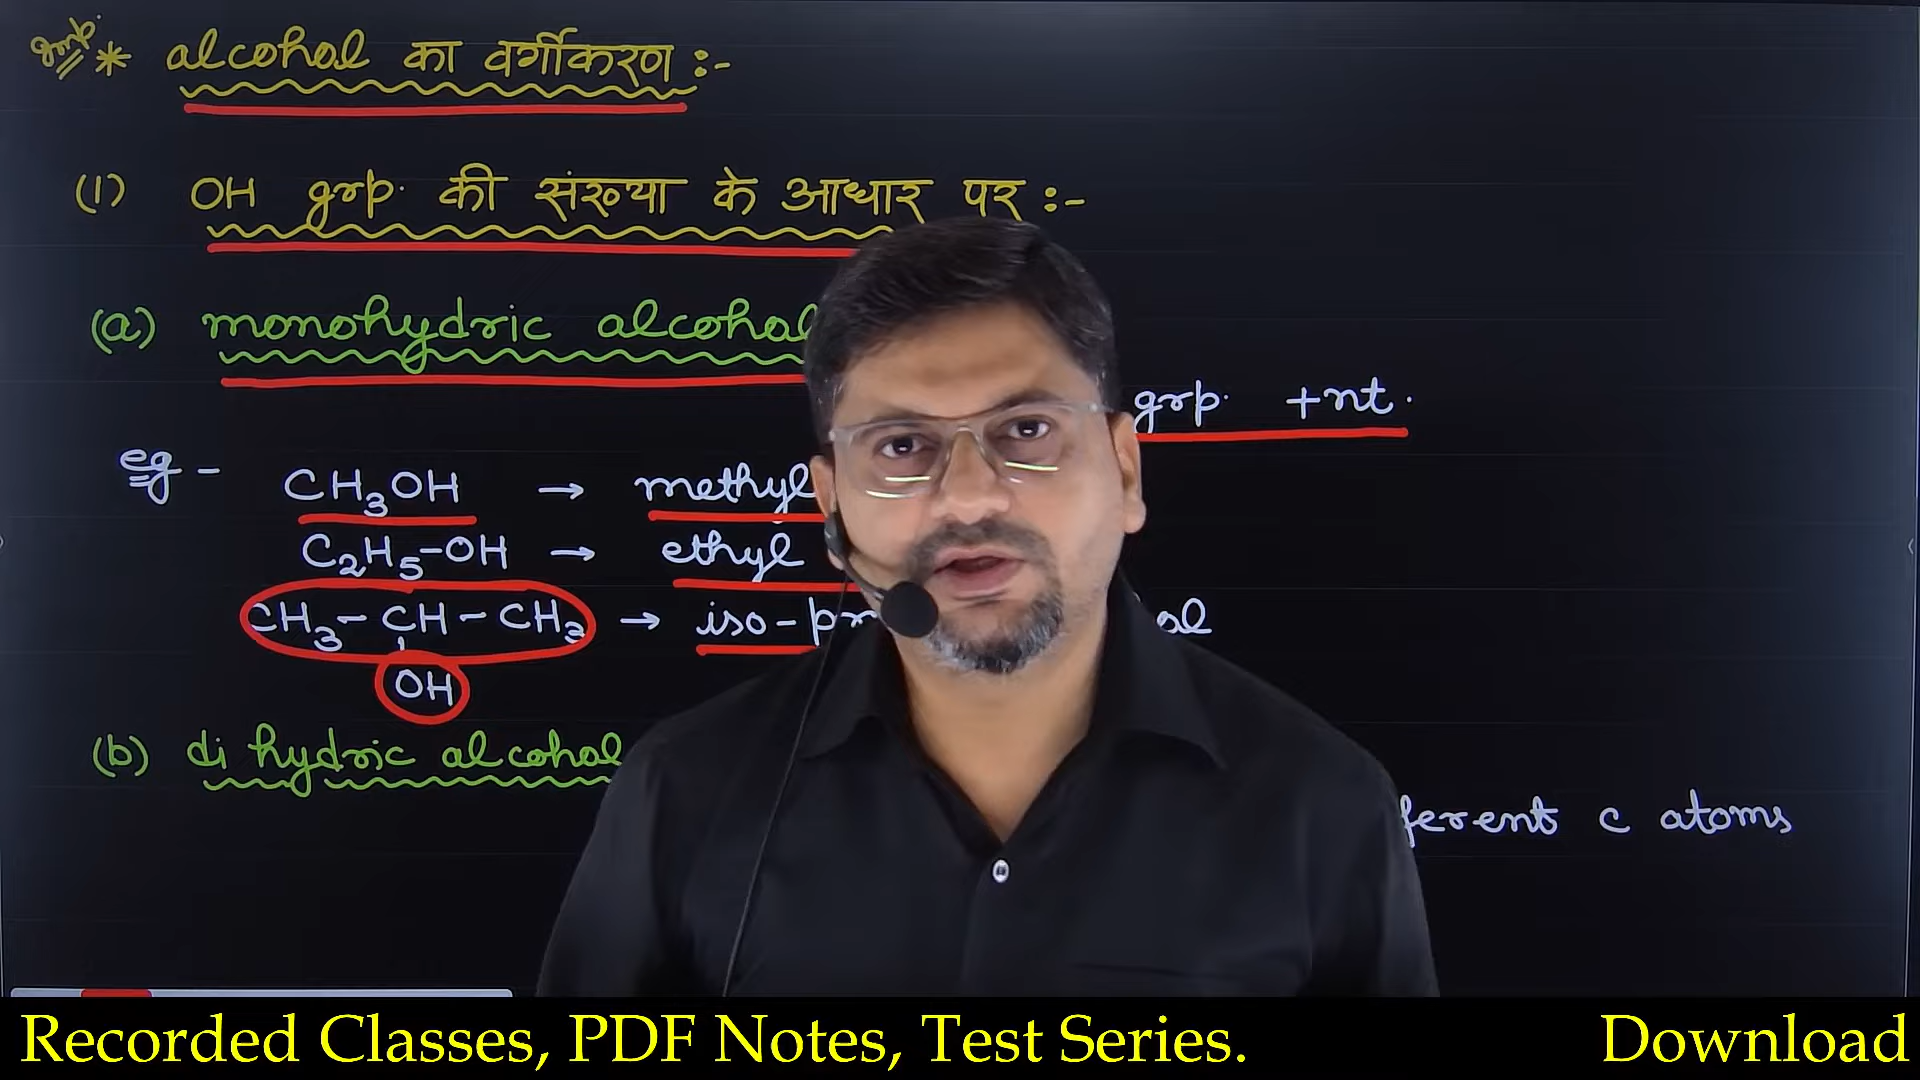 Imp. * alcohol का वर्गीकरण :-
(1) OH grp. की संख्या के आधार पर :-
(a) monohydric alcohol
grp. +nt.
eg - CH3OH → methyl
C2H5-OH → ethyl
CH3-CH-CH3 → iso-
OH
(b) di hydric alcohol
c atoms
Recorded Classes, PDF Notes, Test Series. Download